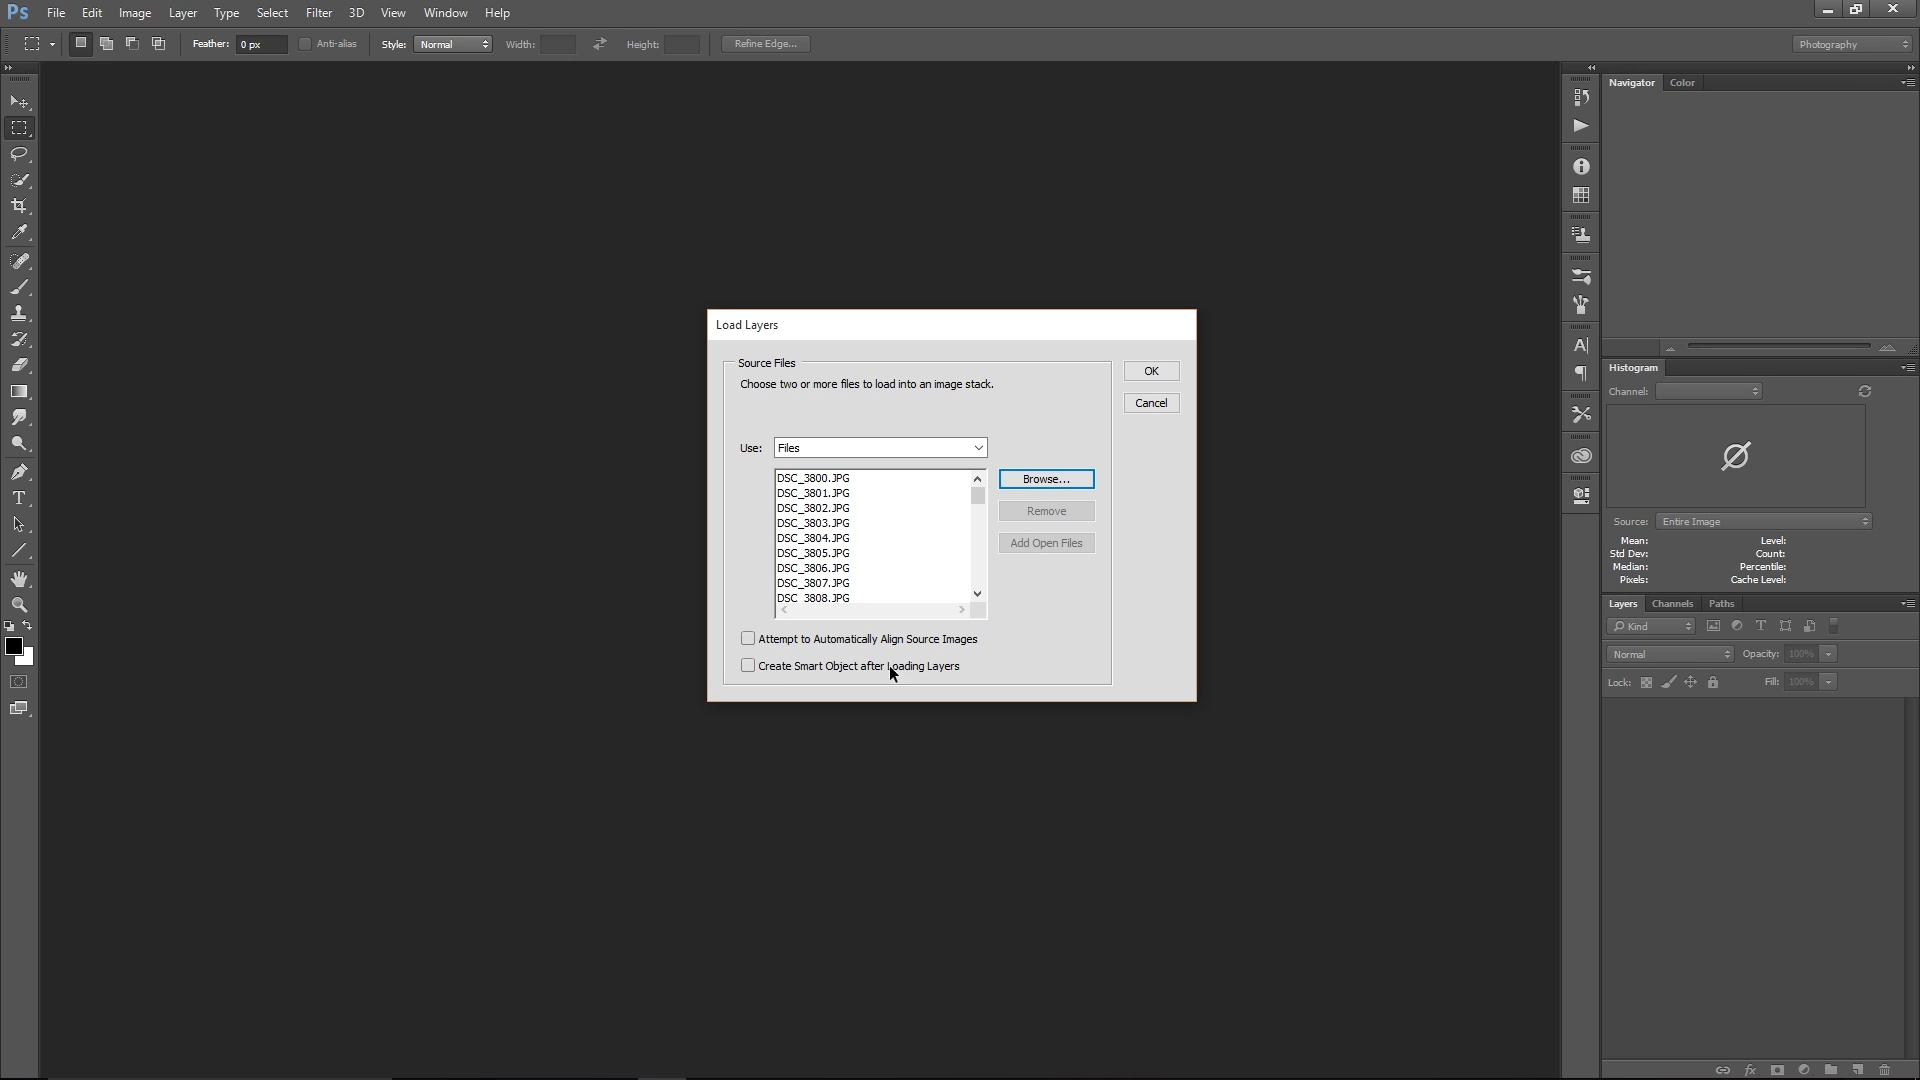 Ps File Edit Image Layer Type Select Filter 3D View Window Help
Feather: 0 px Anti-alias Style: Normal Width: Height: Refine Edge... Photography
Navigator Color
Load Layers
Source Files
Choose two or more files to load into an image stack.
OK
Cancel
Use: Files
DSC_3800.JPG
DSC_3801.JPG
DSC_3802.JPG
DSC_3803.JPG
DSC_3804.JPG
DSC_3805.JPG
DSC_3806.JPG
DSC_3807.JPG
DSC_3808.JPG
Browse...
Remove
Add Open Files
Attempt to Automatically Align Source Images
Create Smart Object after Loading Layers
Histogram
Channel:
Source: Entire Image
Mean: Level:
Std Dev: Count:
Median: Percentile:
Pixels: Cache Level:
Layers Channels Paths
Kind
Normal Opacity: 100%
Lock: Fill: 100%